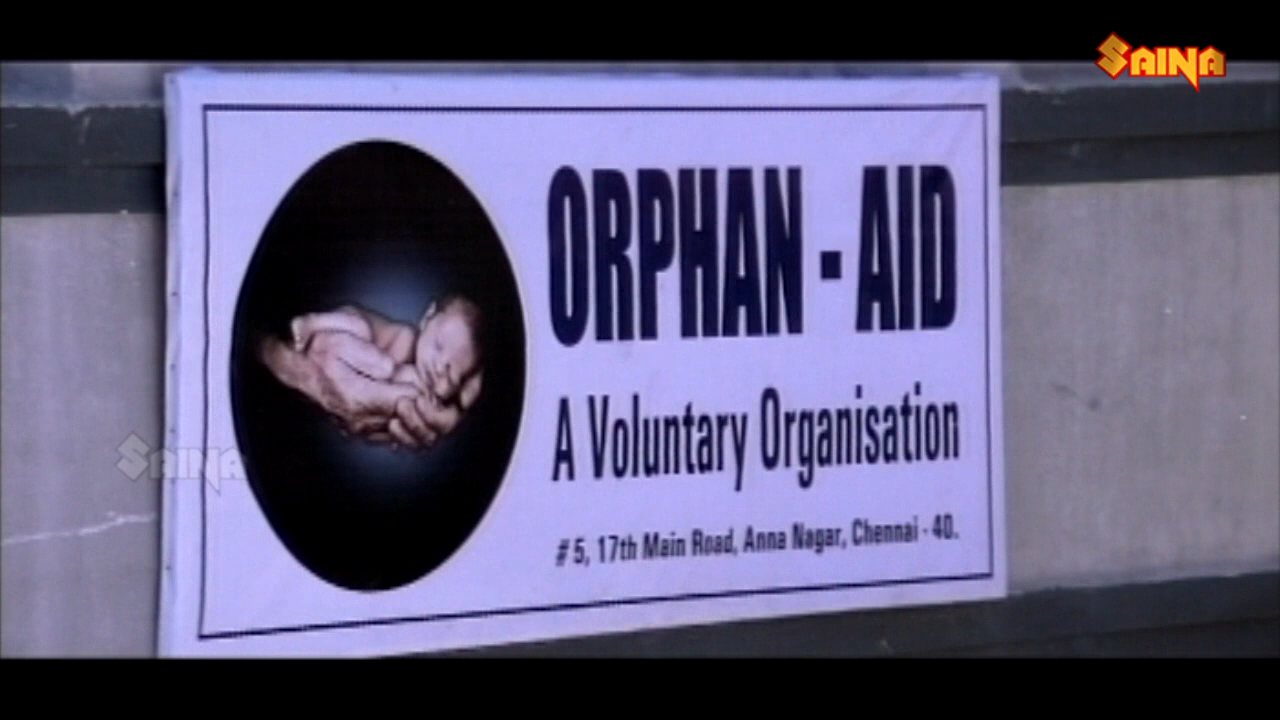 SAINA
ORPHAN - AID
A Voluntary Organisation
# 5, 17th Main Road, Anna Nagar, Chennai - 40.
SAINA